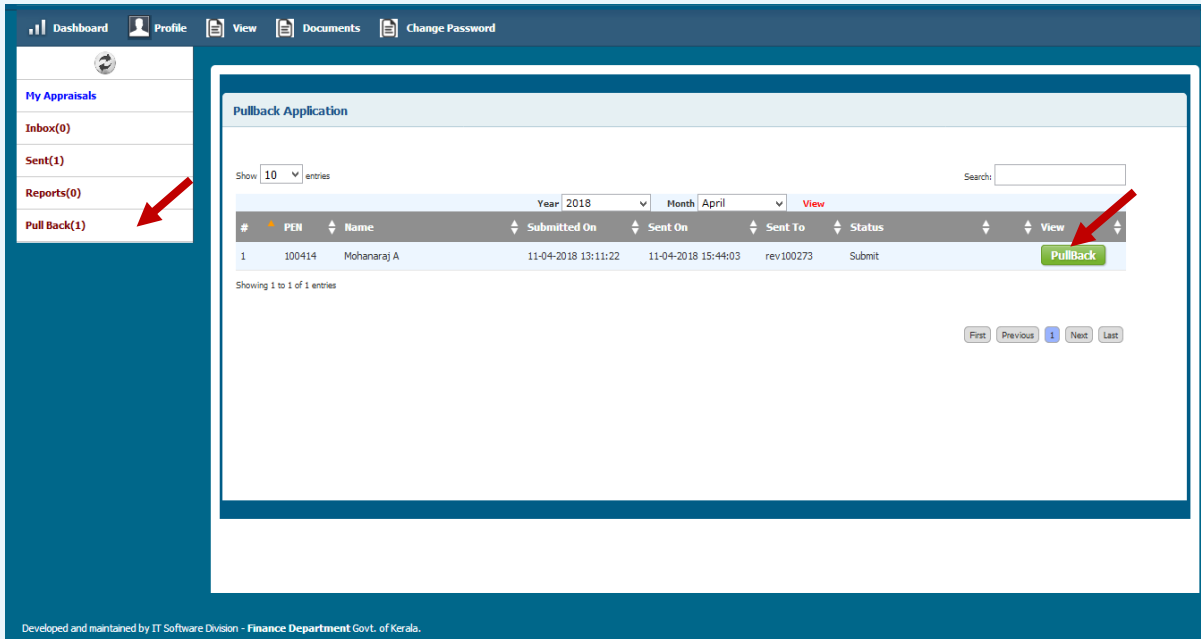 Dashboard Profile View Documents Change Password
My Appraisals
Inbox(0)
Sent(1)
Reports(0)
Pull Back(1)
Pullback Application
Show 10 entries Search:
Year 2018 Month April View
# PEN Name Submitted On Sent On Sent To Status View
1 100414 Mohanaraj A 11-04-2018 13:11:22 11-04-2018 15:44:03 rev100273 Submit PullBack
Showing 1 to 1 of 1 entries
First Previous 1 Next Last
Developed and maintained by IT Software Division - Finance Department Govt. of Kerala.